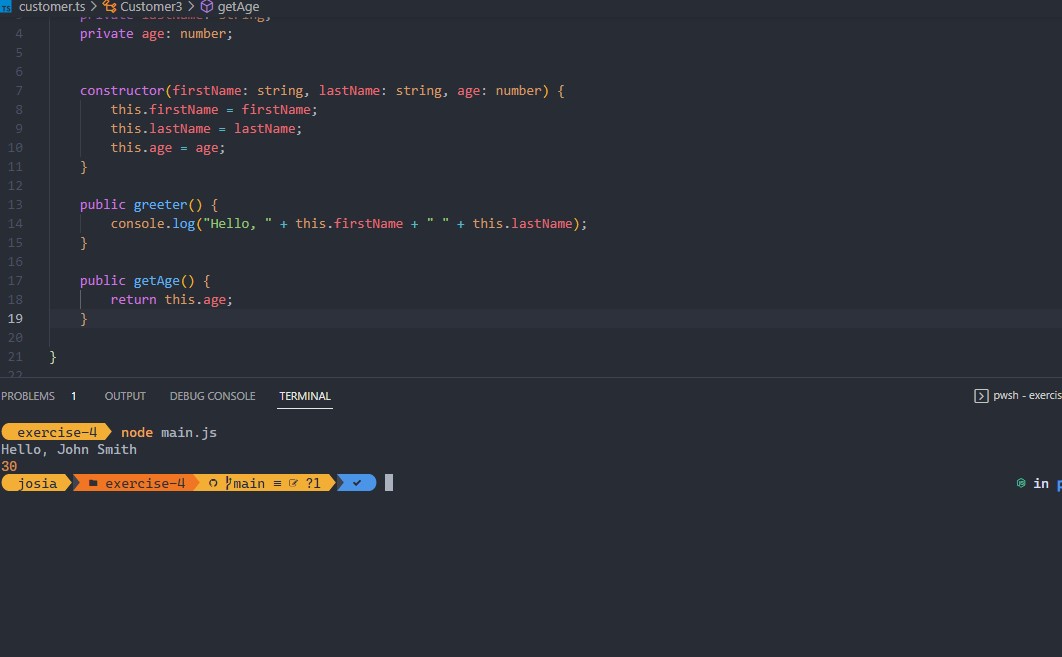 customer.ts > Customer3 > getAge
private lastName: string;
4 private age: number;
5
6
7 constructor(firstName: string, lastName: string, age: number) {
8 this.firstName = firstName;
9 this.lastName = lastName;
10 this.age = age;
11 }
12
13 public greeter() {
14 console.log("Hello, " + this.firstName + " " + this.lastName);
15 }
16
17 public getAge() {
18 return this.age;
19 }
20
21 }
22
PROBLEMS 1 OUTPUT DEBUG CONSOLE TERMINAL pwsh - exercis
exercise-4 node main.js
Hello, John Smith
30
josia exercise-4 main ≡ ?1 in p